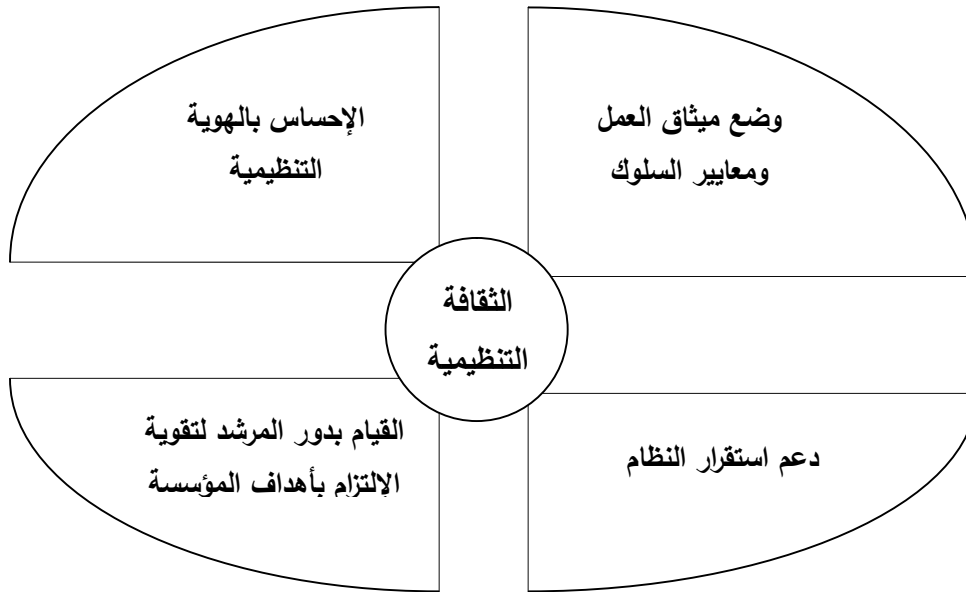 وضع ميثاق العمل
ومعايير السلوك
الإحساس بالهوية
التنظيمية
الثقافة
التنظيمية
دعم استقرار النظام
القيام بدور المرشد لتقوية
الإلتزام بأهداف المؤسسة